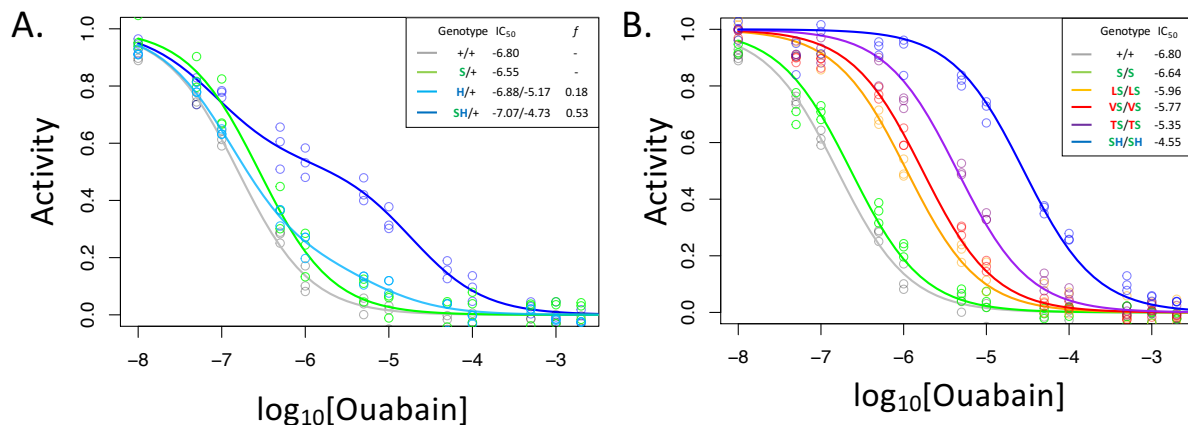 A.
Genotype IC50 f
+/+ -6.80 -
S/+ -6.55 -
H/+ -6.88/-5.17 0.18
SH/+ -7.07/-4.73 0.53
Activity
1.0
0.8
0.6
0.4
0.2
0.0
−8 −7 −6 −5 −4 −3
log10[Ouabain]
B.
Genotype IC50
+/+ -6.80
S/S -6.64
LS/LS -5.96
VS/VS -5.77
TS/TS -5.35
SH/SH -4.55
Activity
1.0
0.8
0.6
0.4
0.2
0.0
−8 −7 −6 −5 −4 −3
log10[Ouabain]